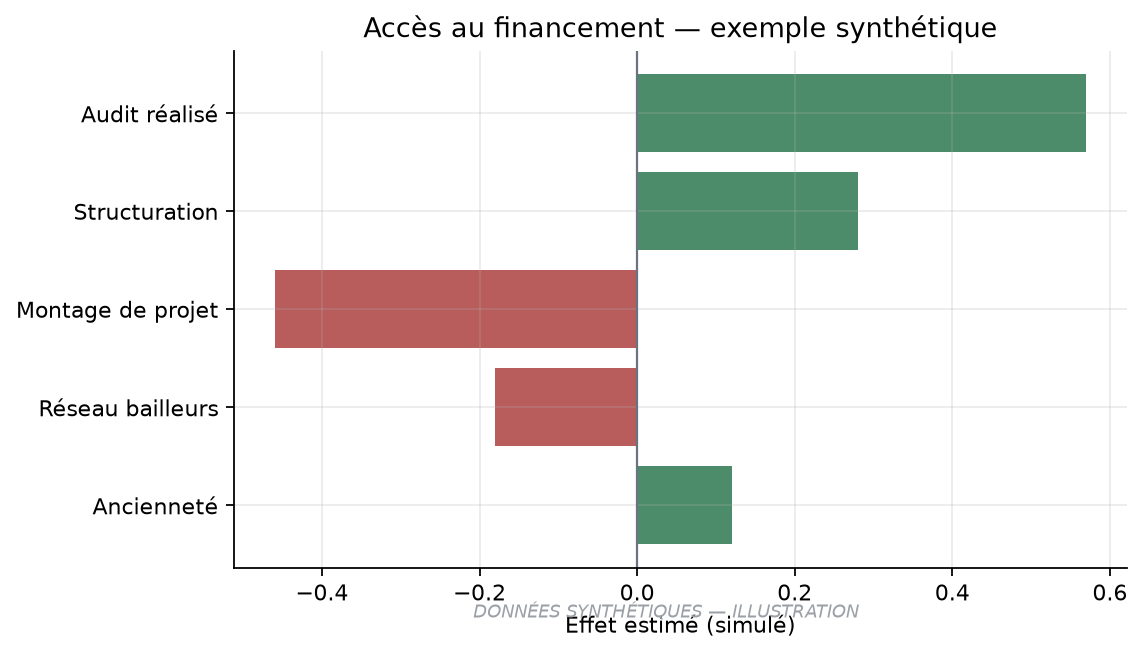 Accès au financement — exemple synthétique
Audit réalisé
Structuration
Montage de projet
Réseau bailleurs
Ancienneté
−0.4 −0.2 0.0 0.2 0.4 0.6
DONNÉES SYNTHÉTIQUES — ILLUSTRATION
Effet estimé (simulé)